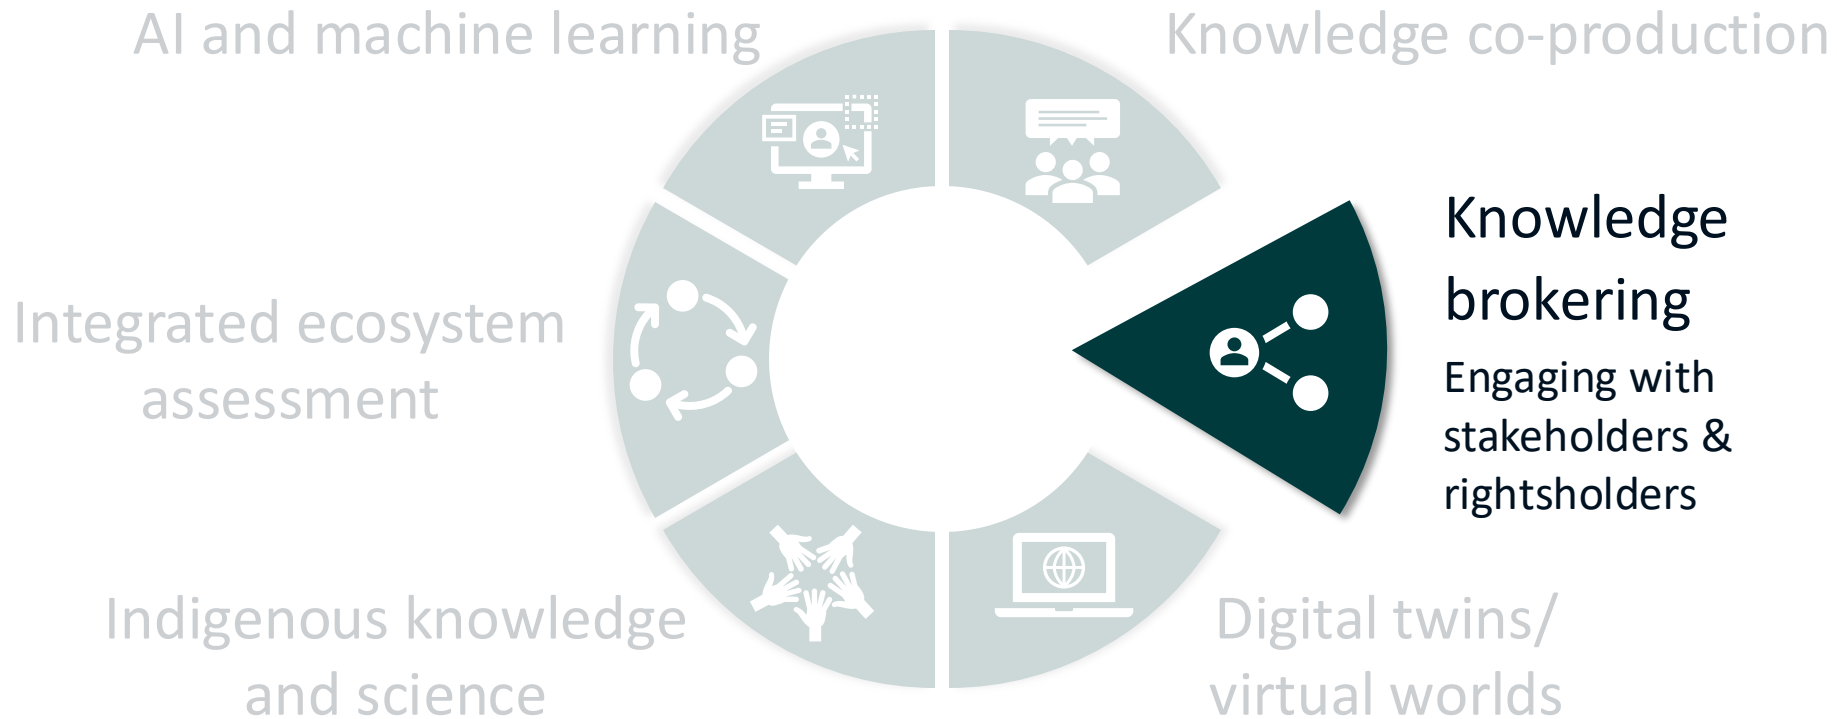 AI and machine learning
Knowledge co-production
Knowledge
brokering
Engaging with
stakeholders &
rightsholders
Integrated ecosystem
assessment
Indigenous knowledge
and science
Digital twins/
virtual worlds